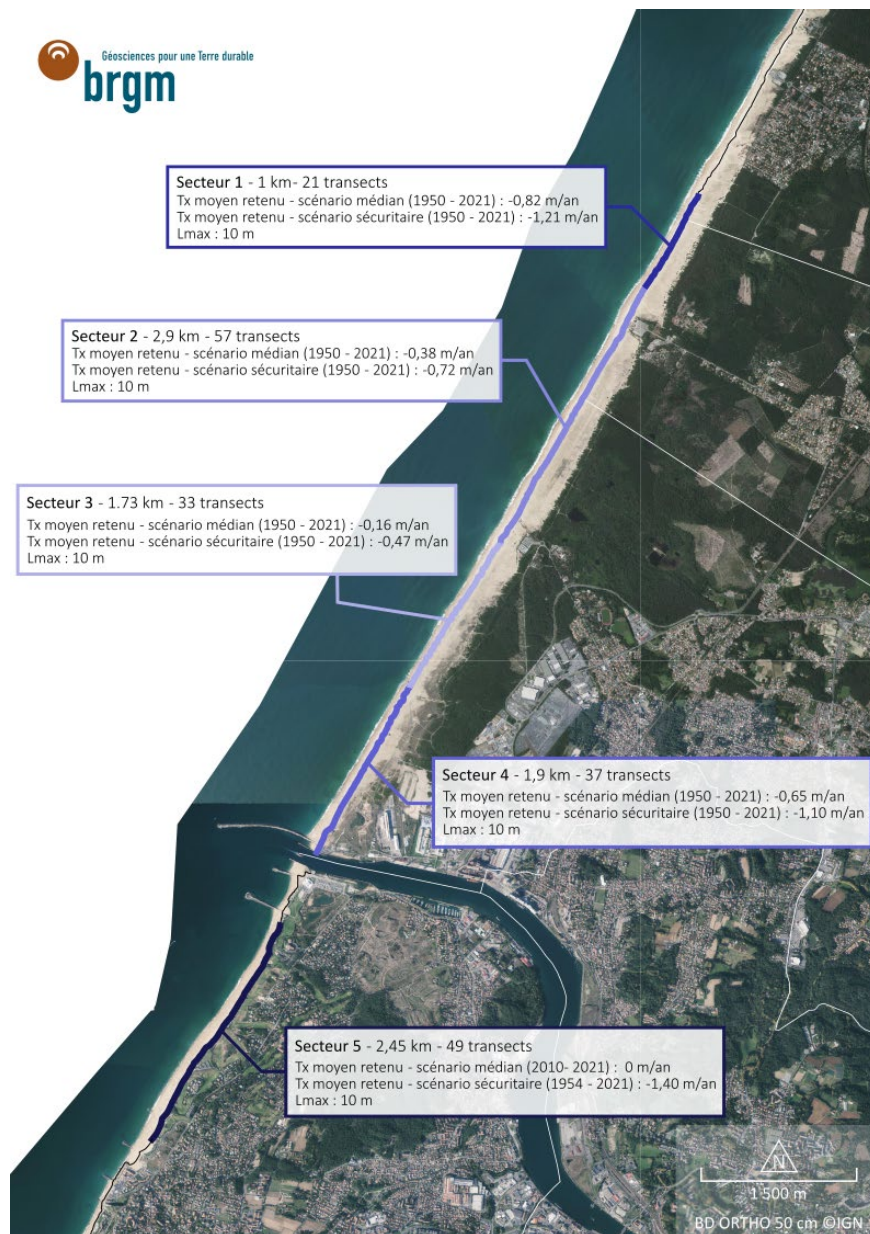 Géosciences pour une Terre durable
brgm
Secteur 1 - 1 km- 21 transects
Tx moyen retenu - scénario médian (1950 - 2021) : -0,82 m/an
Tx moyen retenu - scénario sécuritaire (1950 - 2021) : -1,21 m/an
Lmax : 10 m
Secteur 2 - 2,9 km - 57 transects
Tx moyen retenu - scénario médian (1950 - 2021) : -0,38 m/an
Tx moyen retenu - scénario sécuritaire (1950 - 2021) : -0,72 m/an
Lmax : 10 m
Secteur 3 - 1.73 km - 33 transects
Tx moyen retenu - scénario médian (1950 - 2021) : -0,16 m/an
Tx moyen retenu - scénario sécuritaire (1950 - 2021) : -0,47 m/an
Lmax : 10 m
Secteur 4 - 1,9 km - 37 transects
Tx moyen retenu - scénario médian (1950 - 2021) : -0,65 m/an
Tx moyen retenu - scénario sécuritaire (1950 - 2021) : -1,10 m/an
Lmax : 10 m
Secteur 5 - 2,45 km - 49 transects
Tx moyen retenu - scénario médian (2010- 2021) : 0 m/an
Tx moyen retenu - scénario sécuritaire (1954 - 2021) : -1,40 m/an
Lmax : 10 m
N
1 500 m
BD ORTHO 50 cm ©IGN